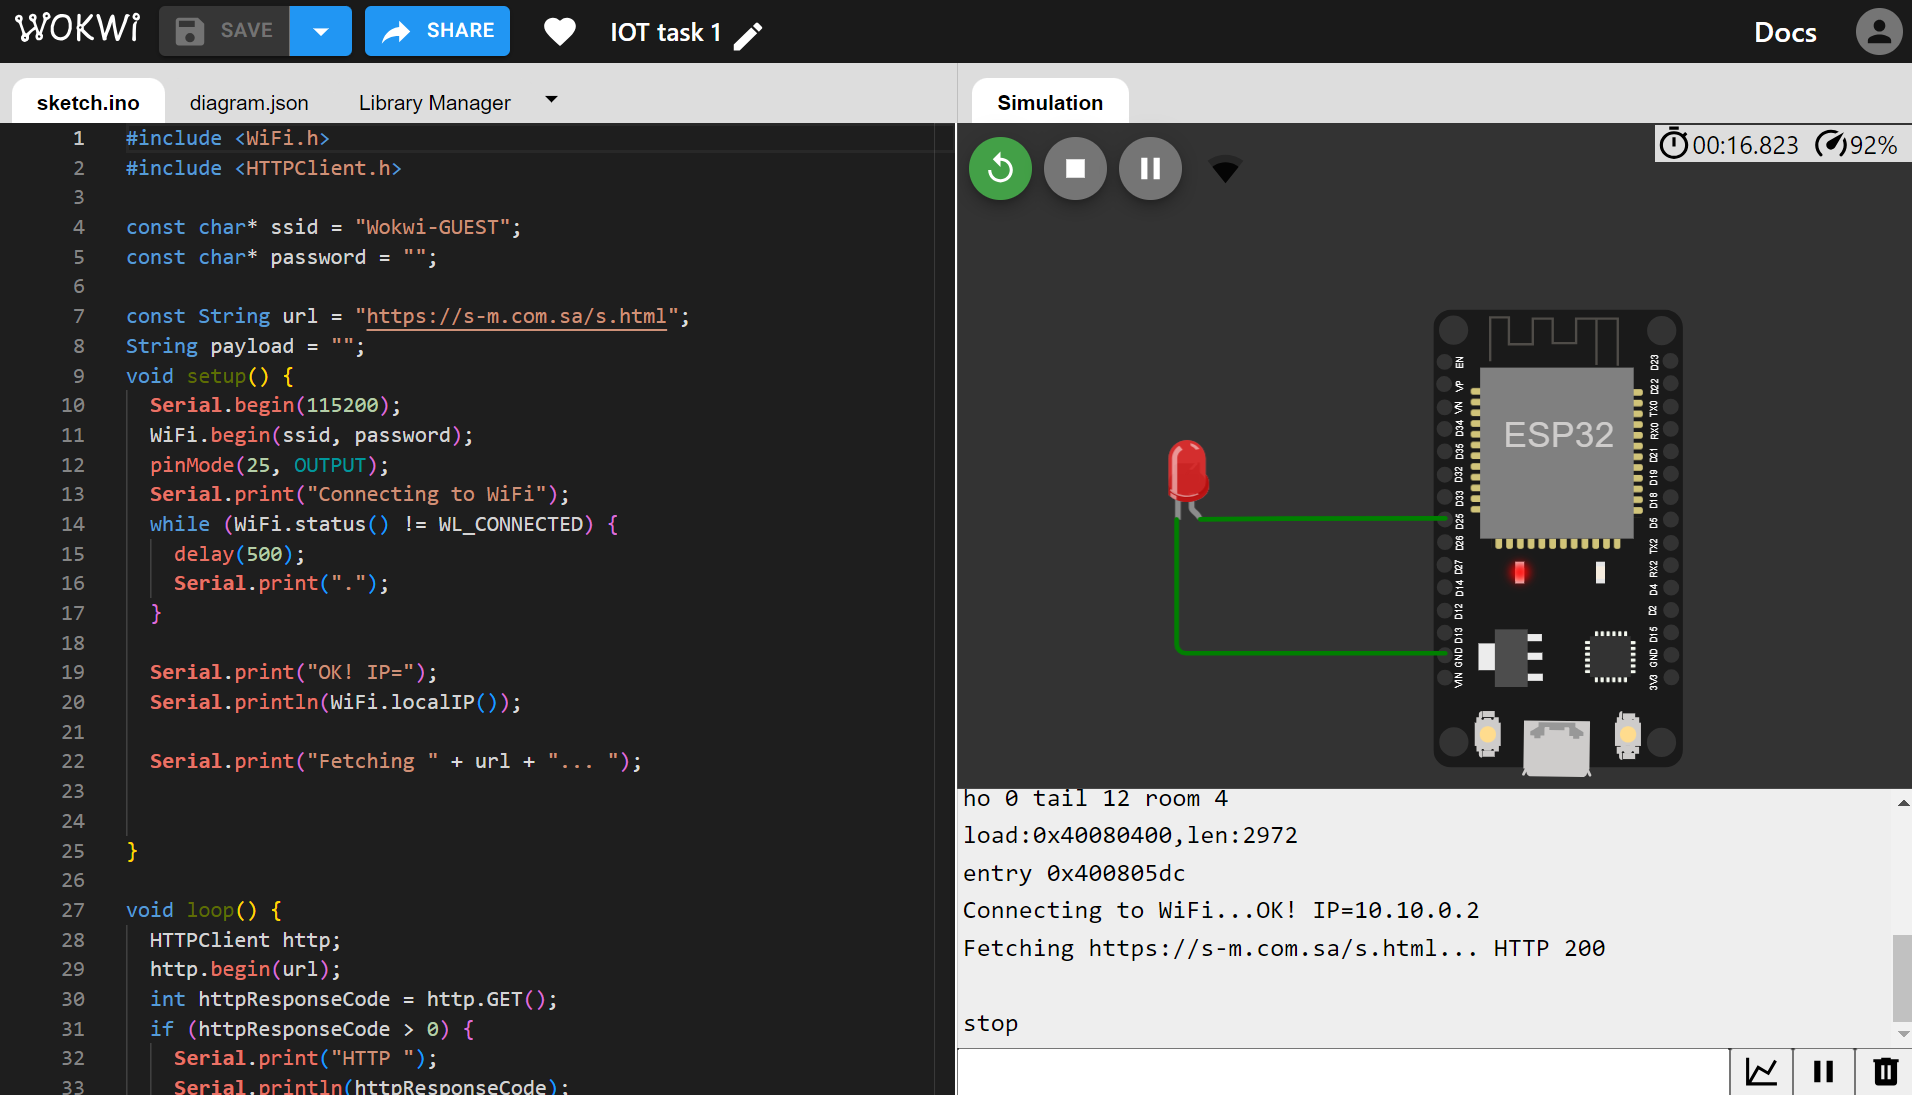 WOKWi
SAVE
SHARE
IOT task 1
Docs
sketch.ino
diagram.json
Library Manager
Simulation
1 #include <WiFi.h>
2 #include <HTTPClient.h>
3
4 const char* ssid = "Wokwi-GUEST";
5 const char* password = "";
6
7 const String url = "https://s-m.com.sa/s.html";
8 String payload = "";
9 void setup() {
10 Serial.begin(115200);
11 WiFi.begin(ssid, password);
12 pinMode(25, OUTPUT);
13 Serial.print("Connecting to WiFi");
14 while (WiFi.status() != WL_CONNECTED) {
15 delay(500);
16 Serial.print(".");
17 }
18
19 Serial.print("OK! IP=");
20 Serial.println(WiFi.localIP());
21
22 Serial.print("Fetching " + url + "... ");
23
24
25 }
26
27 void loop() {
28 HTTPClient http;
29 http.begin(url);
30 int httpResponseCode = http.GET();
31 if (httpResponseCode > 0) {
32 Serial.print("HTTP ");
33 Serial.println(httpResponseCode);
00:16.823
92%
EN
VP
VN
D34
D35
D32
D33
D25
D26
D27
D14
D12
D13
GND
VIN
ESP32
D23
D22
TX0
RX0
D21
D19
D18
D5
TX2
RX2
D4
D2
D15
GND
3V3
ho 0 tail 12 room 4
load:0x40080400,len:2972
entry 0x400805dc
Connecting to WiFi...OK! IP=10.10.0.2
Fetching https://s-m.com.sa/s.html... HTTP 200
stop